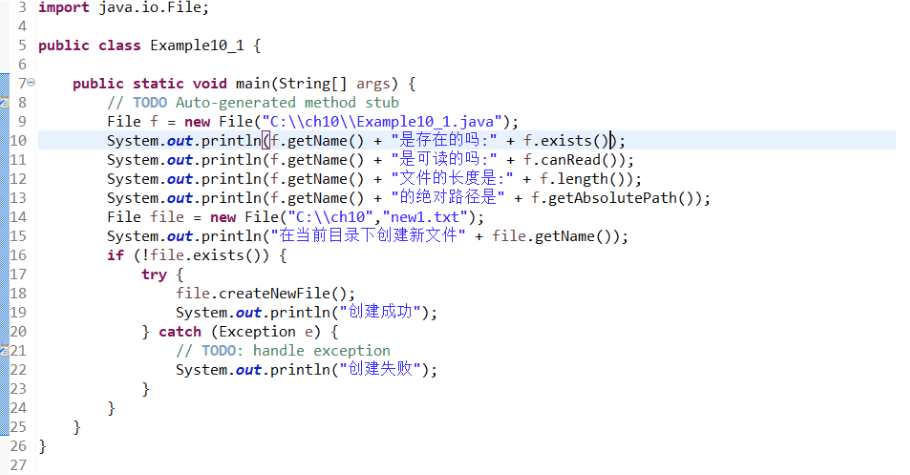 3 import java.io.File;
4
5 public class Example10_1 {
6
7 public static void main(String[] args) {
8 // TODO Auto-generated method stub
9 File f = new File("C:\\ch10\\Example10_1.java");
10 System.out.println(f.getName() + "是存在的吗:" + f.exists());
11 System.out.println(f.getName() + "是可读的吗:" + f.canRead());
12 System.out.println(f.getName() + "文件的长度是:" + f.length());
13 System.out.println(f.getName() + "的绝对路径是" + f.getAbsolutePath());
14 File file = new File("C:\\ch10","new1.txt");
15 System.out.println("在当前目录下创建新文件" + file.getName());
16 if (!file.exists()) {
17 try {
18 file.createNewFile();
19 System.out.println("创建成功");
20 } catch (Exception e) {
21 // TODO: handle exception
22 System.out.println("创建失败");
23 }
24 }
25 }
26 }
27